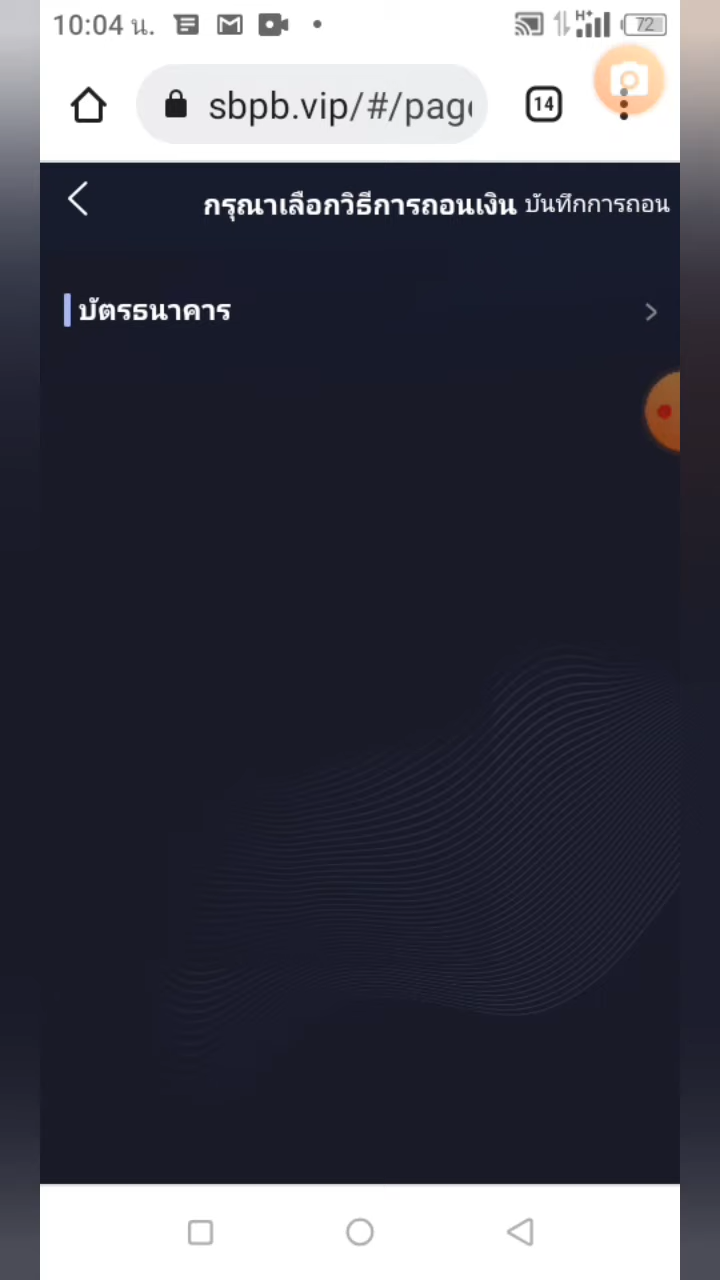 10:04 น.
H+
72
sbpb.vip/#/page
14
กรุณาเลือกวิธีการถอนเงิน บันทึกการถอน
บัตรธนาคาร